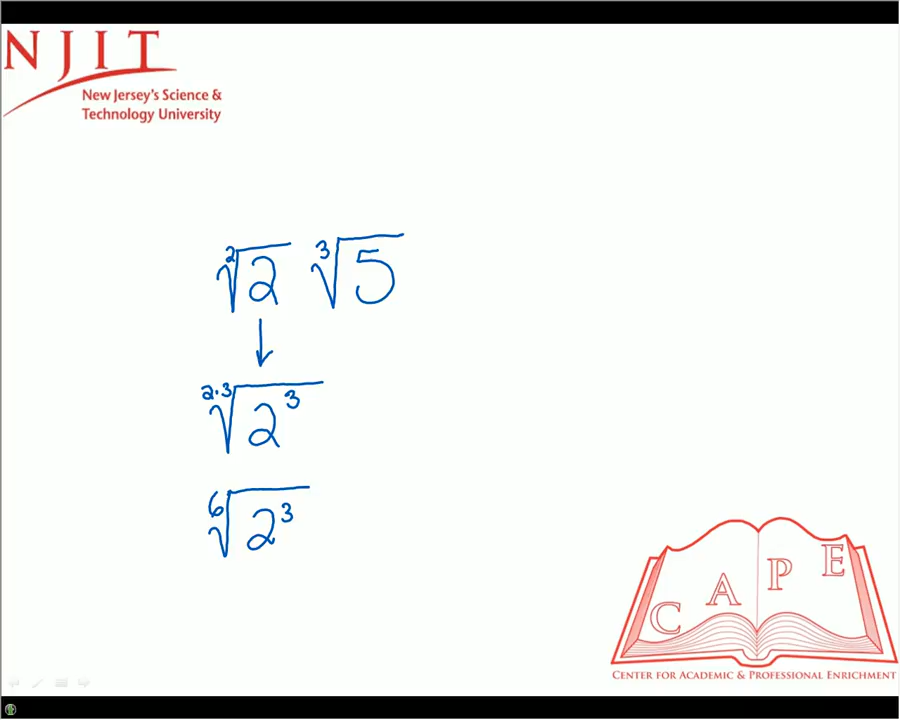 NJIT
New Jersey's Science &
Technology University
²√2 ³√5
↓
²·³√2³
⁶√2³
C A P E
CENTER FOR ACADEMIC & PROFESSIONAL ENRICHMENT